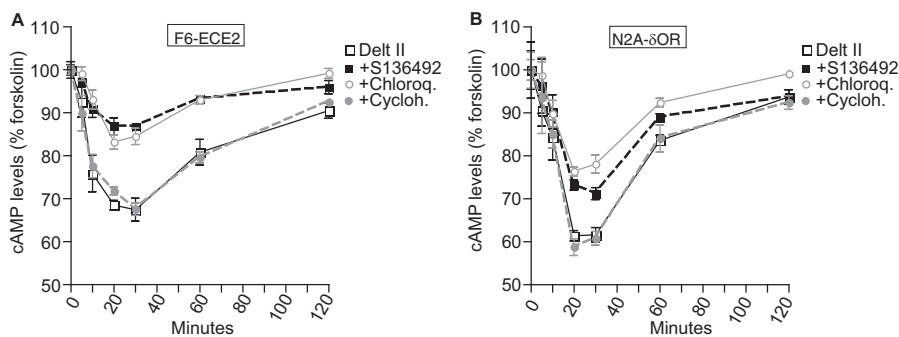 A
F6-ECE2
cAMP levels (% forskolin)
110
100
90
80
70
60
50
0
20
40
60
80
100
120
Minutes
Delt II
+S136492
+Chloroq.
+Cycloh.
B
N2A-δOR
cAMP levels (% forskolin)
110
100
90
80
70
60
50
0
20
40
60
80
100
120
Minutes
Delt II
+S136492
+Chloroq.
+Cycloh.